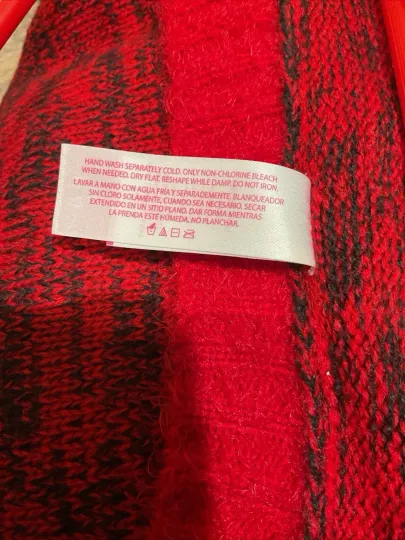 HAND WASH SEPARATELY COLD. ONLY NON-CHLORINE BLEACH
WHEN NEEDED. DRY FLAT. RESHAPE WHILE DAMP. DO NOT IRON.
LAVAR A MANO CON AGUA FRÍA Y SEPARADAMENTE. BLANQUEADOR
SIN CLORO SOLAMENTE, CUANDO SEA NECESARIO. SECAR
EXTENDIDO EN UN SITIO PLANO. DAR FORMA MIENTRAS
LA PRENDA ESTÉ HÚMEDA. NO PLANCHAR.